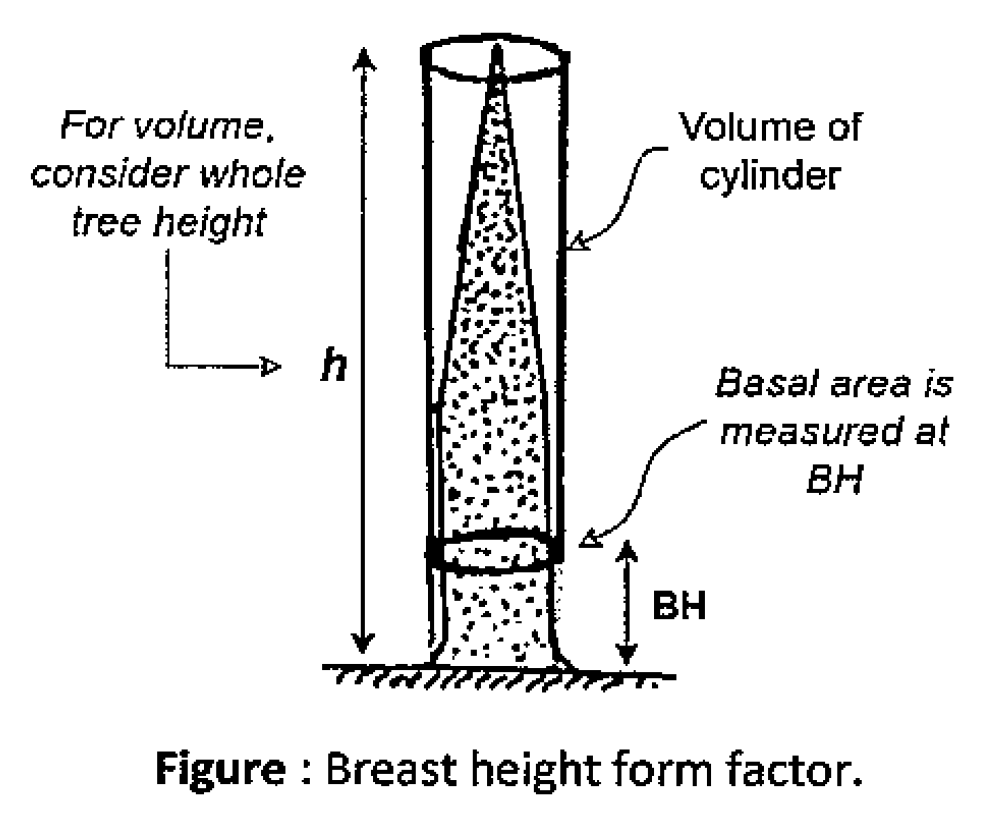 For volume,
consider whole
tree height
h
Volume of
cylinder
Basal area is
measured at
BH
BH
Figure : Breast height form factor.